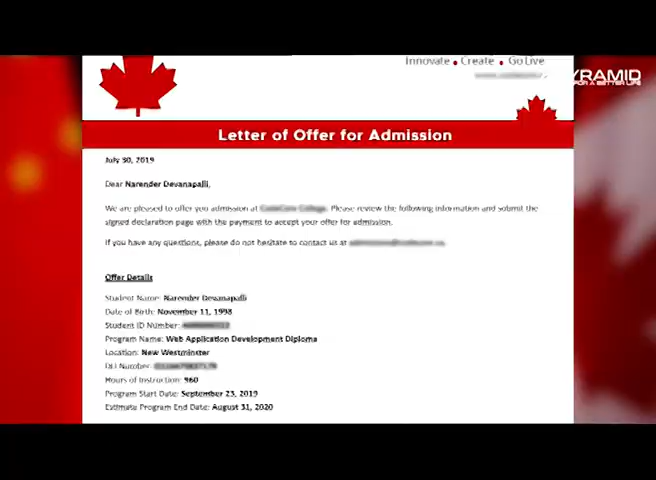 Innovate • Create • Go Live
YRAMID
FOR A BETTER LIFE
Letter of Offer for Admission
July 30, 2019
Dear Narender Devanapalli,
We are pleased to offer you admission at Please review the following information and submit the
signed declaration page with the payment to accept your offer for admission.
If you have any questions, please do not hesitate to contact us at
Offer Details
Student Name: Narender Devanapalli
Date of Birth: November 11, 1998
Student ID Number:
Program Name: Web Application Development Diploma
Location: New Westminster
DLI Number:
Hours of Instruction: 960
Program Start Date: September 23, 2019
Estimate Program End Date: August 31, 2020